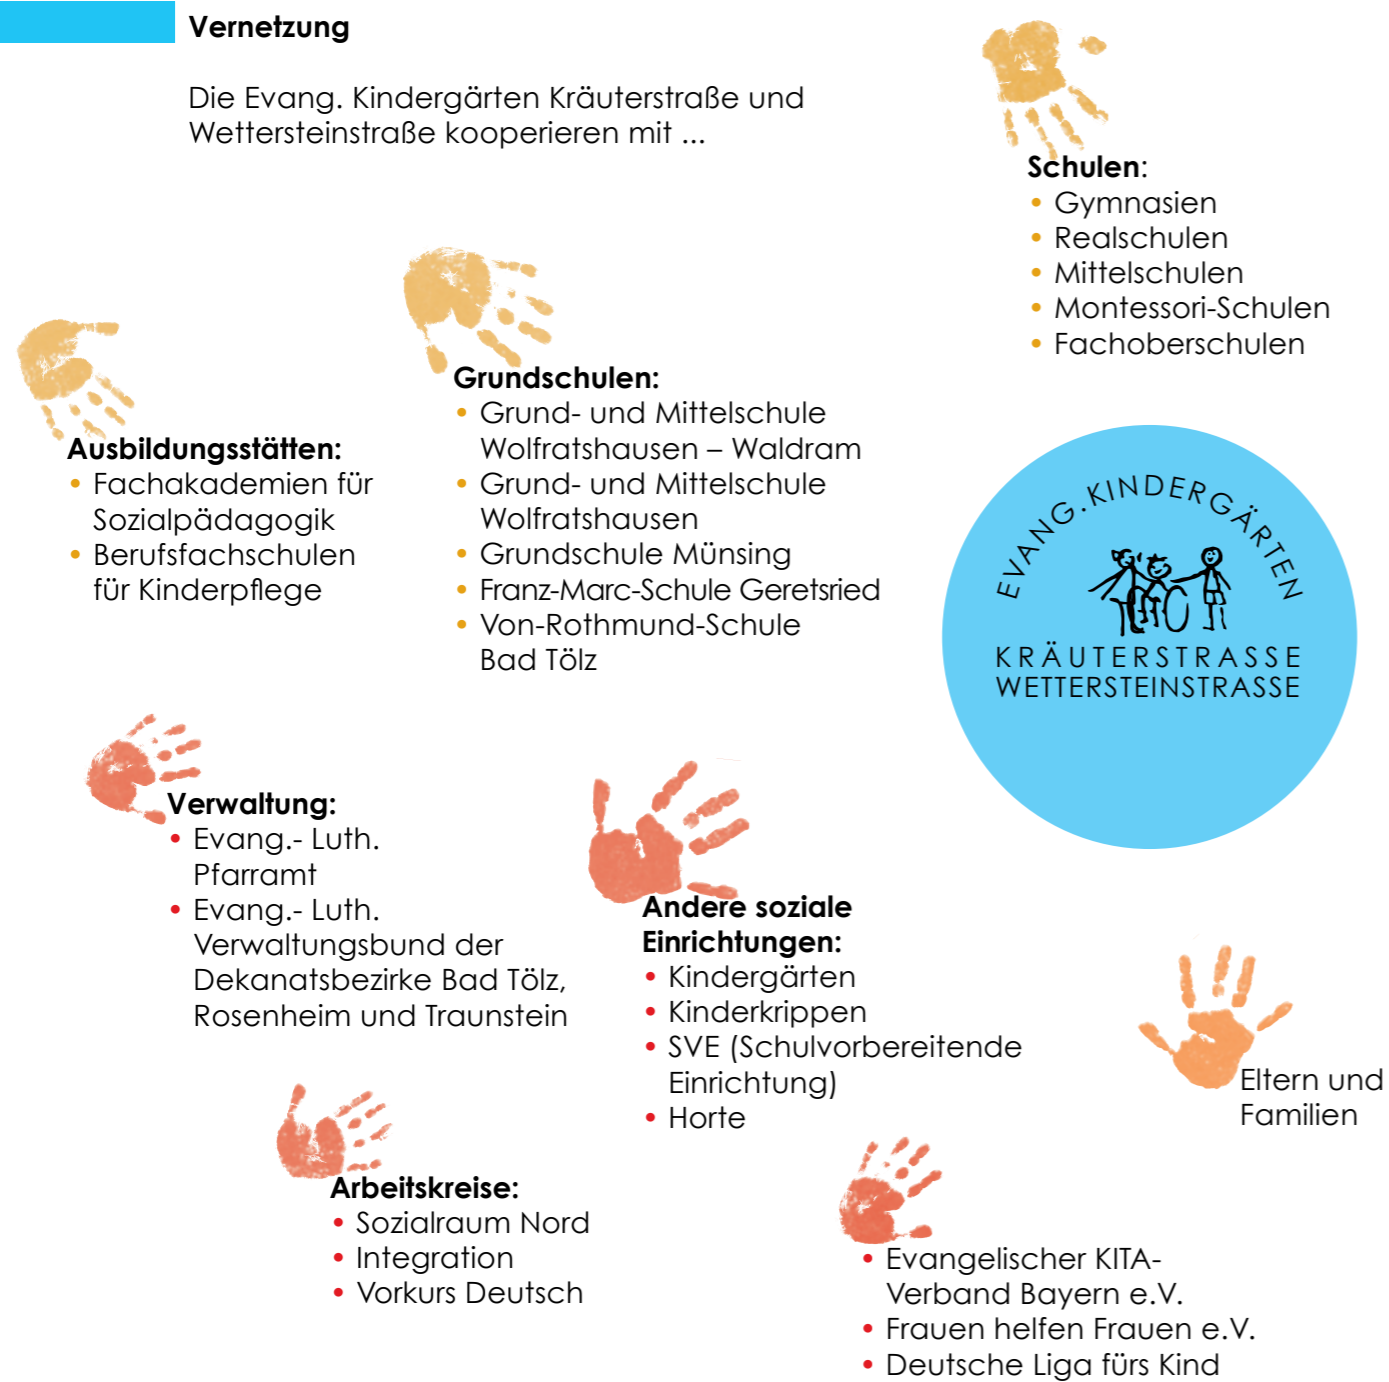 Vernetzung
Die Evang. Kindergärten Kräuterstraße und
Wettersteinstraße kooperieren mit ...
Schulen:
• Gymnasien
• Realschulen
• Mittelschulen
• Montessori-Schulen
• Fachoberschulen
Grundschulen:
• Grund- und Mittelschule
Wolfratshausen – Waldram
• Grund- und Mittelschule
Wolfratshausen
• Grundschule Münsing
• Franz-Marc-Schule Geretsried
• Von-Rothmund-Schule
Bad Tölz
Ausbildungsstätten:
• Fachakademien für
Sozialpädagogik
• Berufsfachschulen
für Kinderpflege
EVANG. KINDERGÄRTEN
KRÄUTERSTRASSE
WETTERSTEINSTRASSE
Verwaltung:
• Evang.- Luth.
Pfarramt
• Evang.- Luth.
Verwaltungsbund der
Dekanatsbezirke Bad Tölz,
Rosenheim und Traunstein
Andere soziale
Einrichtungen:
• Kindergärten
• Kinderkrippen
• SVE (Schulvorbereitende
Einrichtung)
• Horte
Eltern und
Familien
Arbeitskreise:
• Sozialraum Nord
• Integration
• Vorkurs Deutsch
• Evangelischer KITA-
Verband Bayern e.V.
• Frauen helfen Frauen e.V.
• Deutsche Liga fürs Kind